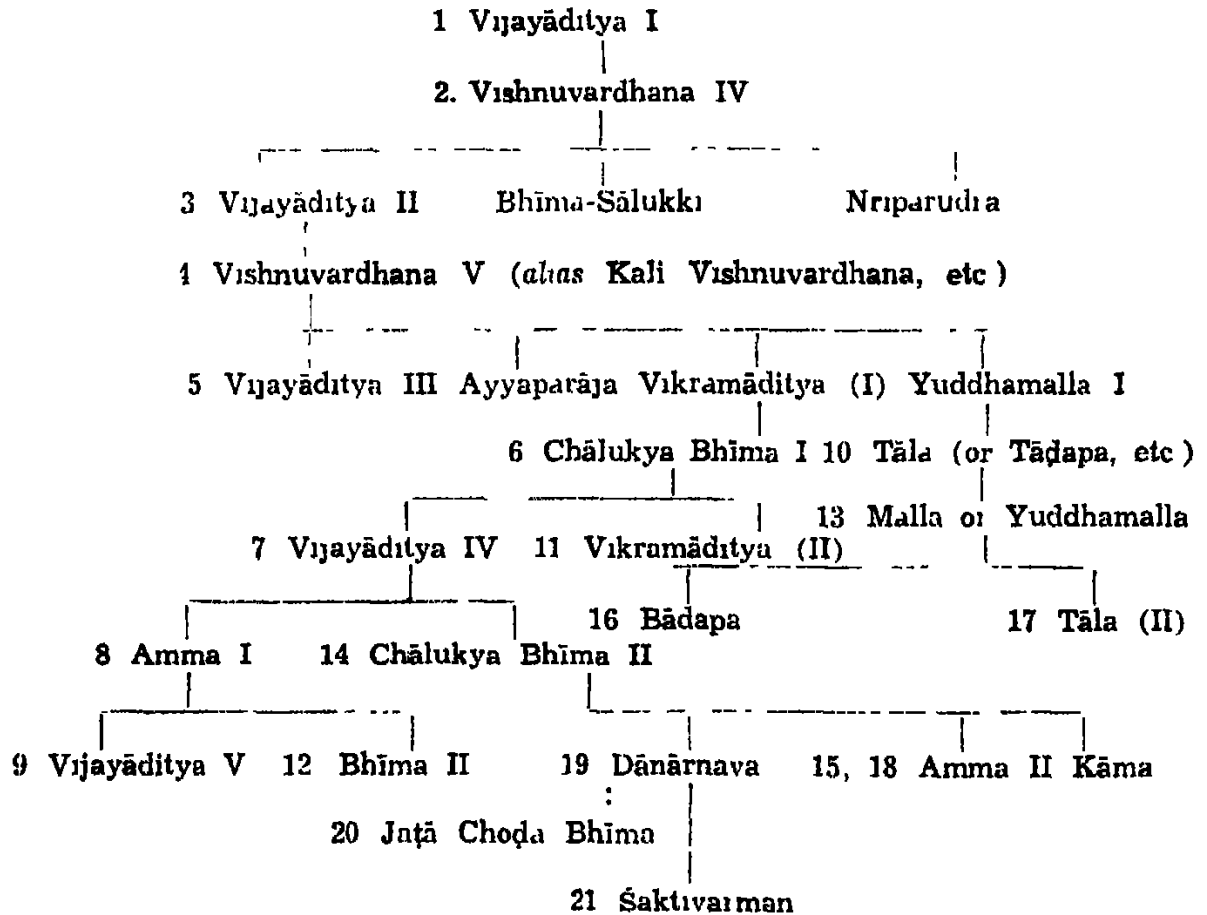 1 Vijayāditya I
2. Vishnuvardhana IV
3 Vijayāditya II Bhīma-Sālukki Nriparudra
4 Vishnuvardhana V (alias Kali Vishnuvardhana, etc )
5 Vijayāditya III Ayyaparāja Vikramāditya (I) Yuddhamalla I
6 Chālukya Bhīma I 10 Tāla (or Tāḍapa, etc )
13 Malla or Yuddhamalla
7 Vijayāditya IV 11 Vikramāditya (II)
16 Bādapa 17 Tāla (II)
8 Amma I 14 Chālukya Bhīma II
9 Vijayāditya V 12 Bhīma II 19 Dānārnava 15, 18 Amma II Kāma
20 Jaṭā Choḍa Bhīma
21 Śaktivarman